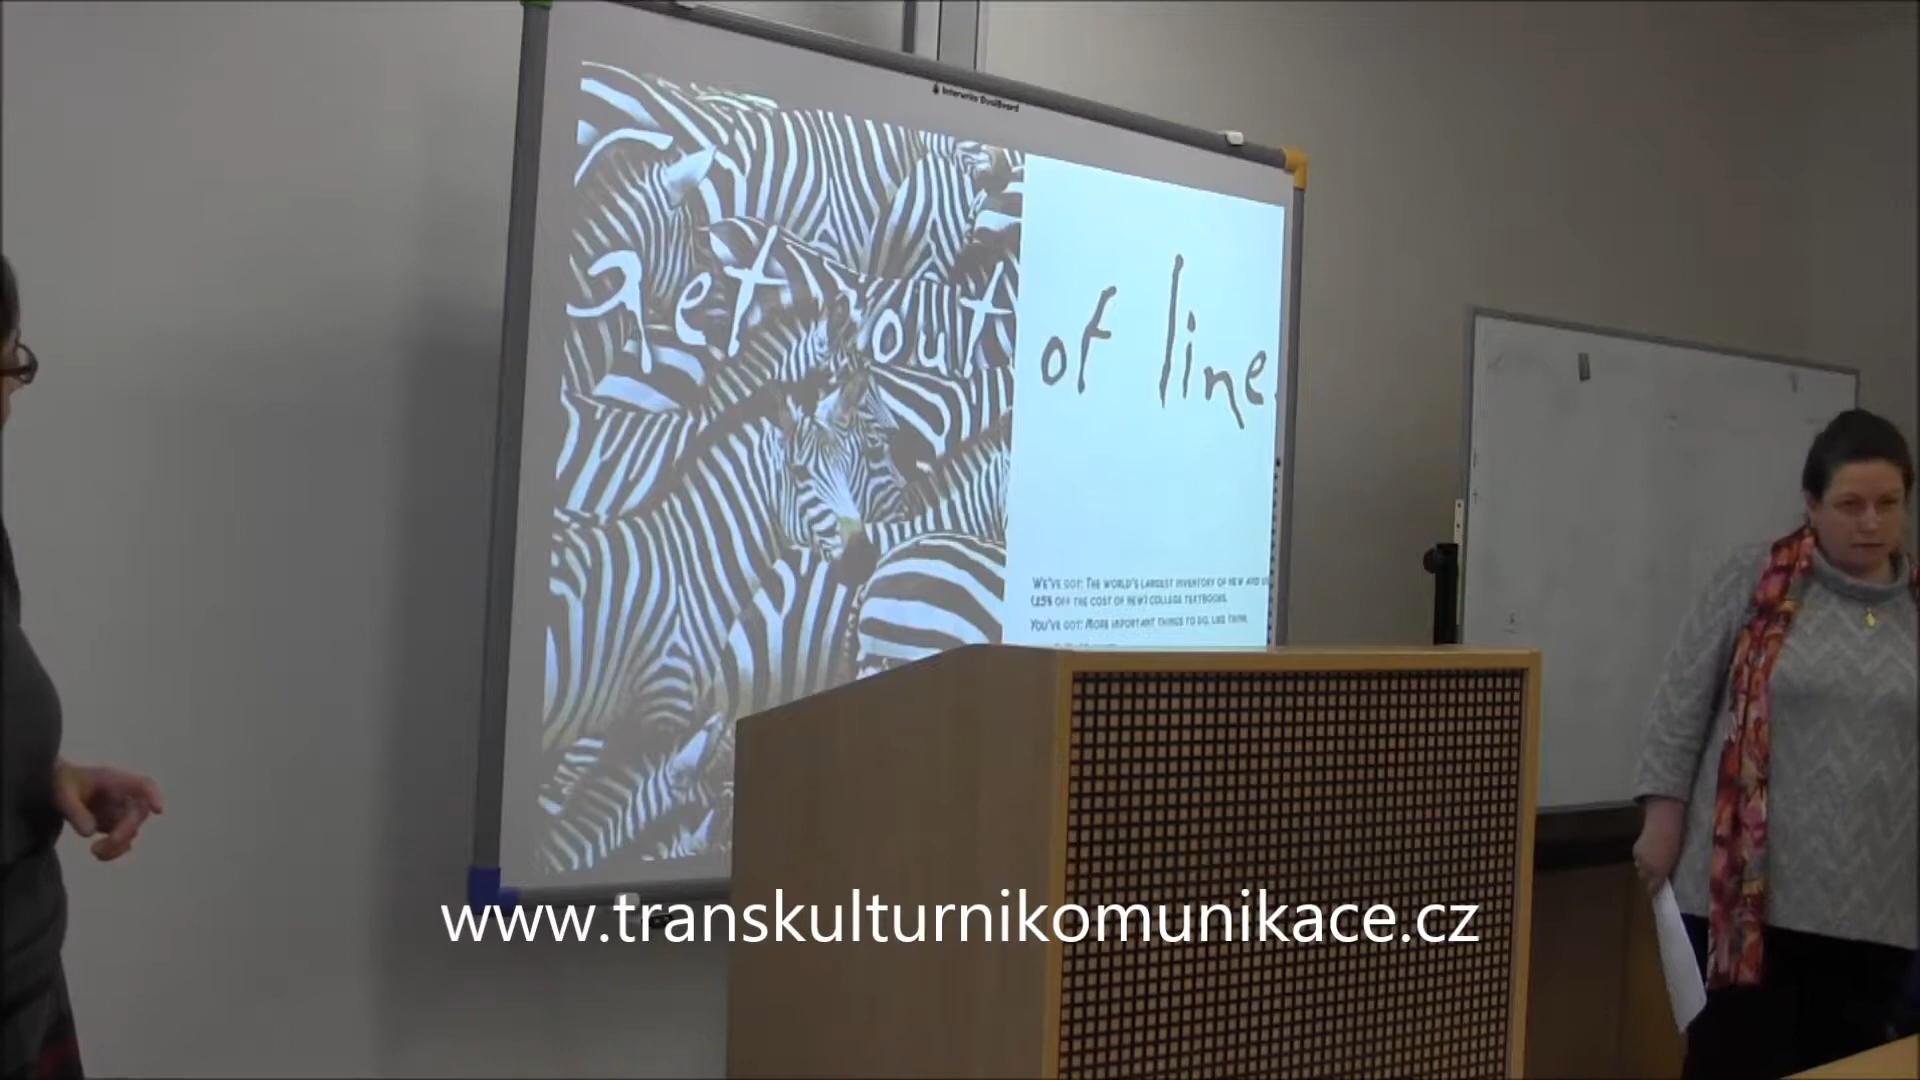 Interwrite DualBoard
get out of line.
WE'VE GOT: THE WORLD'S LARGEST INVENTORY OF NEW AND
(25% OFF THE COST OF NEW) COLLEGE TEXTBOOKS.
YOU'VE GOT: MORE IMPORTANT THINGS TO DO. LIKE THINK.
www.transkulturnikomunikace.cz